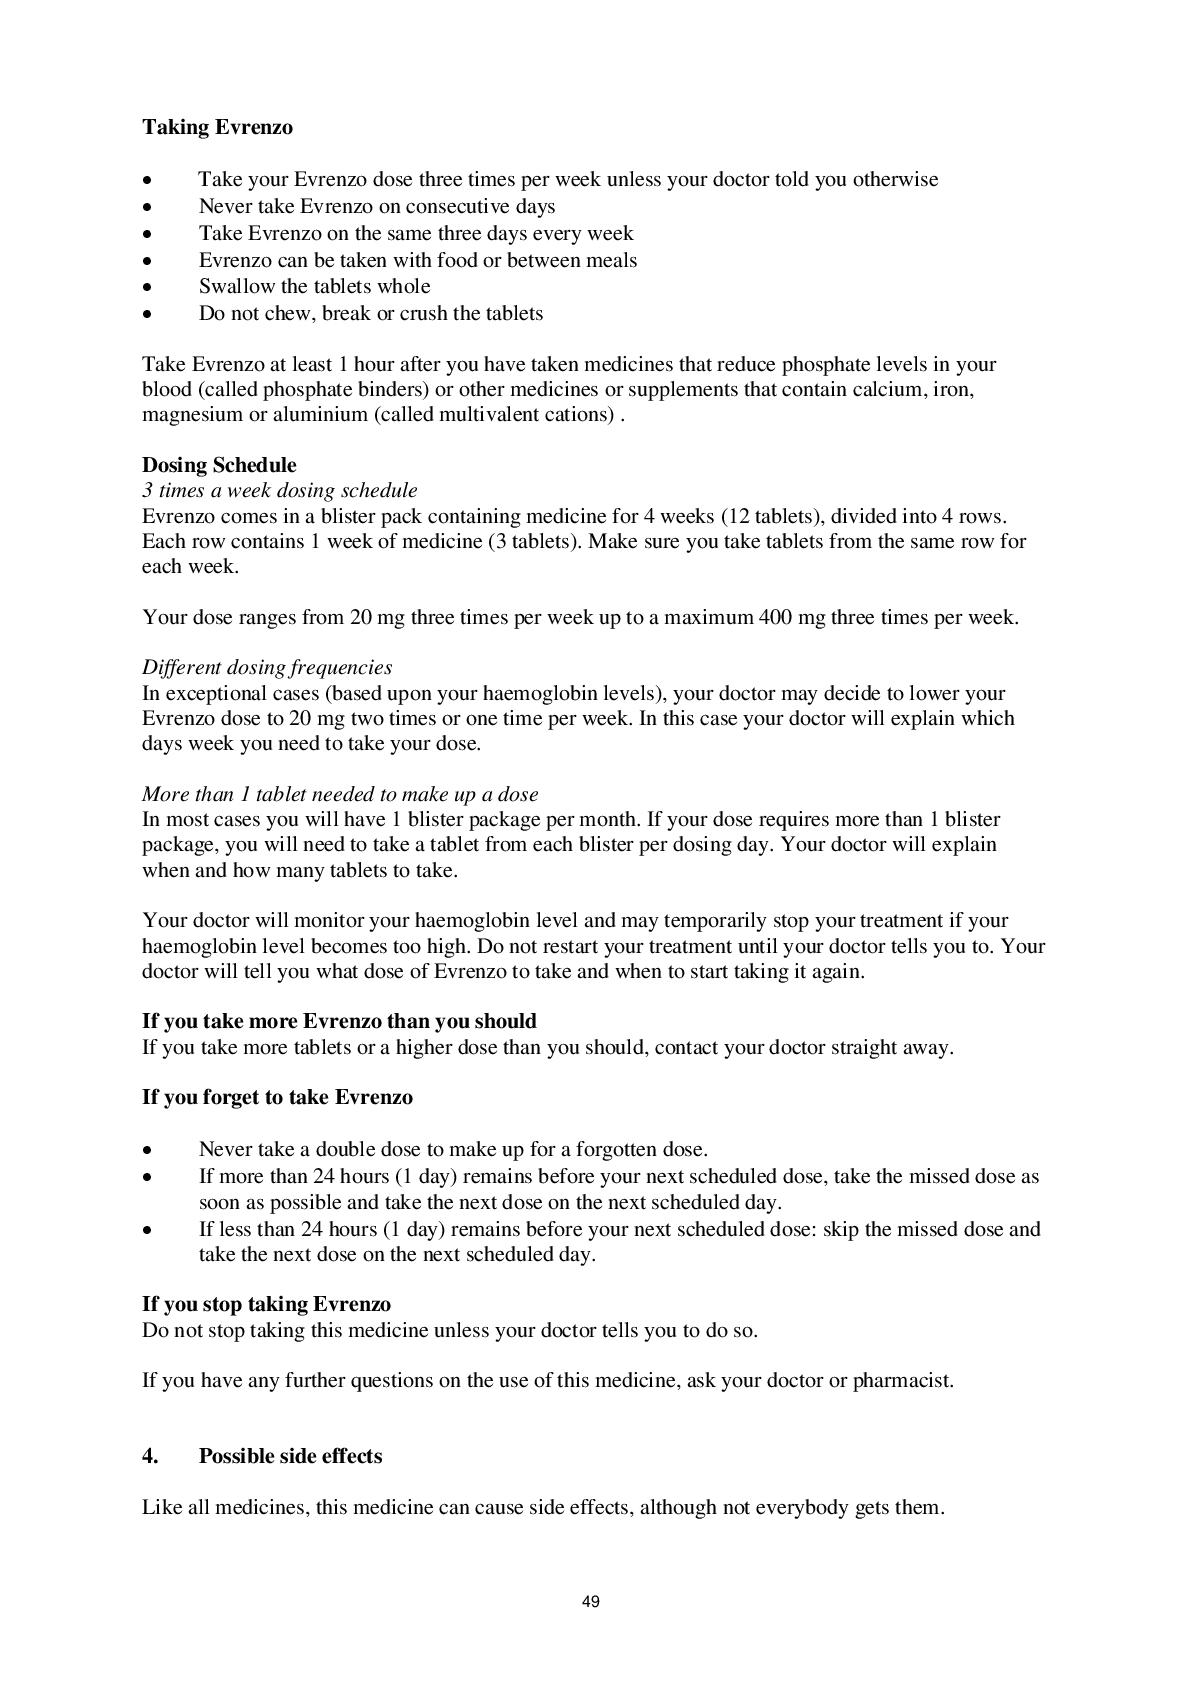 Taking Evrenzo
• Take your Evrenzo dose three times per week unless your doctor told you otherwise
• Never take Evrenzo on consecutive days
• Take Evrenzo on the same three days every week
• Evrenzo can be taken with food or between meals
• Swallow the tablets whole
• Do not chew, break or crush the tablets
Take Evrenzo at least 1 hour after you have taken medicines that reduce phosphate levels in your
blood (called phosphate binders) or other medicines or supplements that contain calcium, iron,
magnesium or aluminium (called multivalent cations) .
Dosing Schedule
3 times a week dosing schedule
Evrenzo comes in a blister pack containing medicine for 4 weeks (12 tablets), divided into 4 rows.
Each row contains 1 week of medicine (3 tablets). Make sure you take tablets from the same row for
each week.
Your dose ranges from 20 mg three times per week up to a maximum 400 mg three times per week.
Different dosing frequencies
In exceptional cases (based upon your haemoglobin levels), your doctor may decide to lower your
Evrenzo dose to 20 mg two times or one time per week. In this case your doctor will explain which
days week you need to take your dose.
More than 1 tablet needed to make up a dose
In most cases you will have 1 blister package per month. If your dose requires more than 1 blister
package, you will need to take a tablet from each blister per dosing day. Your doctor will explain
when and how many tablets to take.
Your doctor will monitor your haemoglobin level and may temporarily stop your treatment if your
haemoglobin level becomes too high. Do not restart your treatment until your doctor tells you to. Your
doctor will tell you what dose of Evrenzo to take and when to start taking it again.
If you take more Evrenzo than you should
If you take more tablets or a higher dose than you should, contact your doctor straight away.
If you forget to take Evrenzo
• Never take a double dose to make up for a forgotten dose.
• If more than 24 hours (1 day) remains before your next scheduled dose, take the missed dose as
soon as possible and take the next dose on the next scheduled day.
• If less than 24 hours (1 day) remains before your next scheduled dose: skip the missed dose and
take the next dose on the next scheduled day.
If you stop taking Evrenzo
Do not stop taking this medicine unless your doctor tells you to do so.
If you have any further questions on the use of this medicine, ask your doctor or pharmacist.
4. Possible side effects
Like all medicines, this medicine can cause side effects, although not everybody gets them.
49